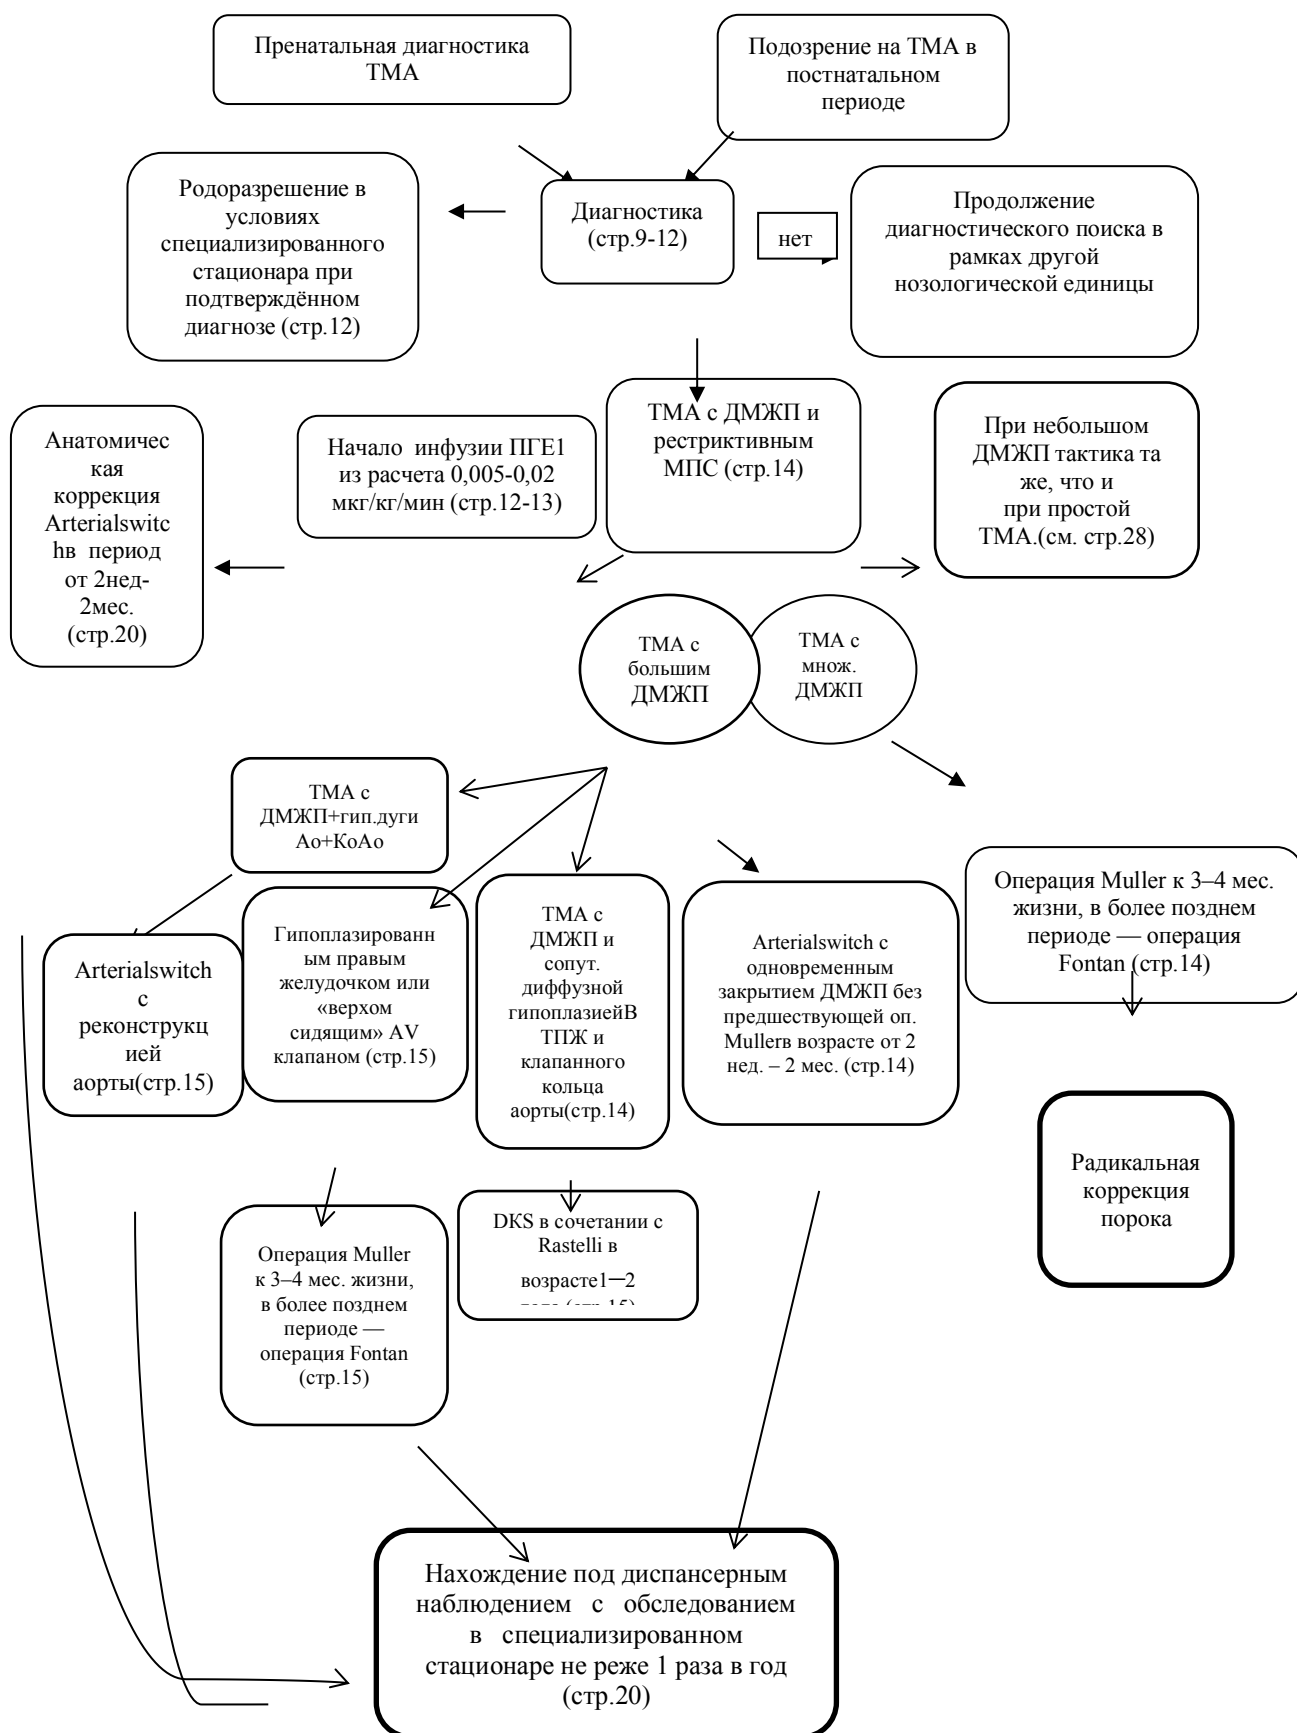 Пренатальная диагностика
ТМА
Подозрение на ТМА в
постнатальном
периоде
Родоразрешение в
условиях
специализированного
стационара при
подтверждённом
диагнозе (стр.12)
Диагностика
(стр.9-12)
нет
Продолжение
диагностического поиска в
рамках другой
нозологической единицы
Анатомичес
кая
коррекция
Arterialswitc
hв период
от 2нед-
2мес.
(стр.20)
Начало инфузии ПГЕ1
из расчета 0,005-0,02
мкг/кг/мин (стр.12-13)
ТМА с ДМЖП и
рестриктивным
МПС (стр.14)
При небольшом
ДМЖП тактика та
же, что и
при простой
ТМА.(см. стр.28)
ТМА с
большим
ДМЖП
ТМА с
множ.
ДМЖП
ТМА с
ДМЖП+гип.дуги
Ао+КоАо
Arterialswitch
с
реконструкц
ией
аорты(стр.15)
Гипоплазированн
ым правым
желудочком или
«верхом
сидящим» AV
клапаном (стр.15)
ТМА с
ДМЖП и
сопут.
диффузной
гипоплазиейВ
ТПЖ и
клапанного
кольца
аорты(стр.14)
Arterialswitch с
одновременным
закрытием ДМЖП без
предшествующей оп.
Mullerв возрасте от 2
нед. – 2 мес. (стр.14)
Операция Muller к 3–4 мес.
жизни, в более позднем
периоде — операция
Fontan (стр.14)
Радикальная
коррекция
порока
Операция Muller
к 3–4 мес. жизни,
в более позднем
периоде —
операция Fontan
(стр.15)
DKS в сочетании с
Rastelli в
возрасте1—2
Нахождение под диспансерным
наблюдением с обследованием
в специализированном
стационаре не реже 1 раза в год
(стр.20)